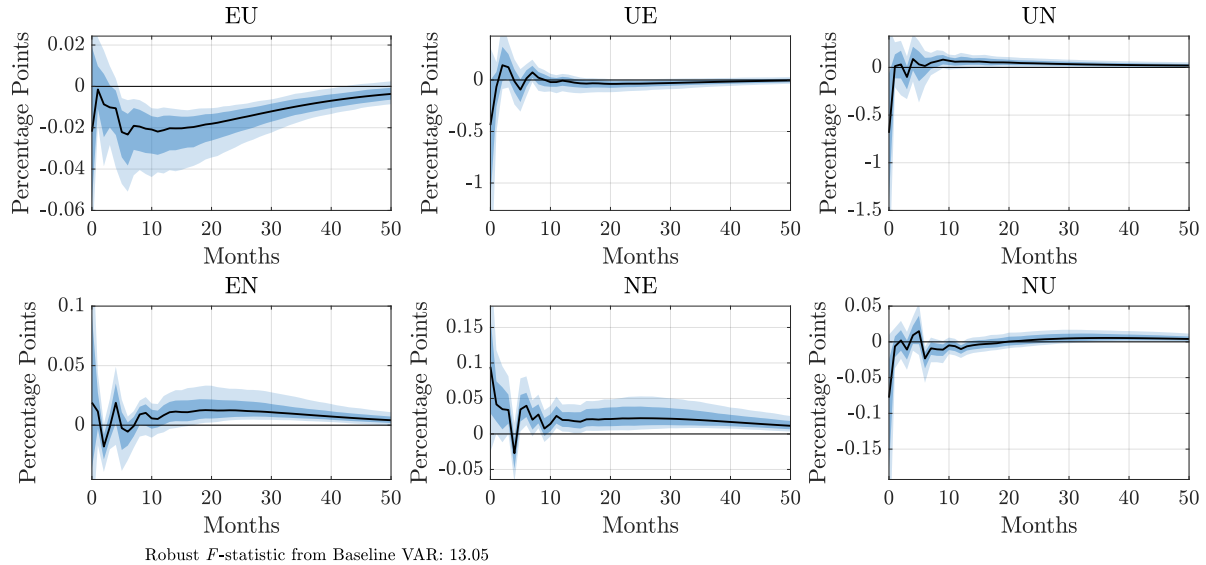 EU
UE
UN
Percentage Points
0.02
0
-0.02
-0.04
-0.06
0 10 20 30 40 50
Months
Percentage Points
0
-0.5
-1
0 10 20 30 40 50
Months
Percentage Points
0
-0.5
-1
-1.5
0 10 20 30 40 50
Months
EN
NE
NU
Percentage Points
0.1
0.05
0
0 10 20 30 40 50
Months
Percentage Points
0.15
0.1
0.05
0
-0.05
0 10 20 30 40 50
Months
Percentage Points
0.05
0
-0.05
-0.1
-0.15
0 10 20 30 40 50
Months
Robust F-statistic from Baseline VAR: 13.05